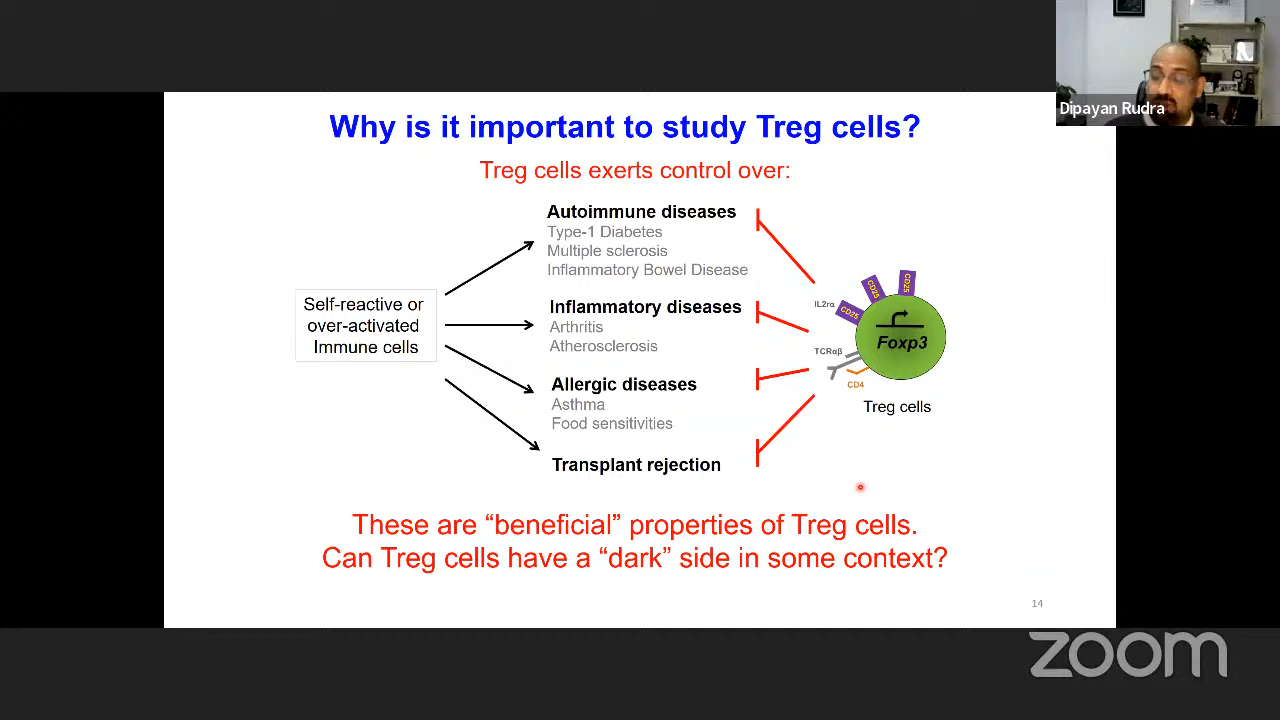 Dipayan Rudra
Why is it important to study Treg cells?
Treg cells exerts control over:
Self-reactive or
over-activated
Immune cells
Autoimmune diseases
Type-1 Diabetes
Multiple sclerosis
Inflammatory Bowel Disease
Inflammatory diseases
Arthritis
Atherosclerosis
Allergic diseases
Asthma
Food sensitivities
Transplant rejection
IL2rα
CD25
CD25
CD25
Foxp3
TCRαβ
CD4
Treg cells
These are “beneficial” properties of Treg cells.
Can Treg cells have a “dark” side in some context?
14
zoom